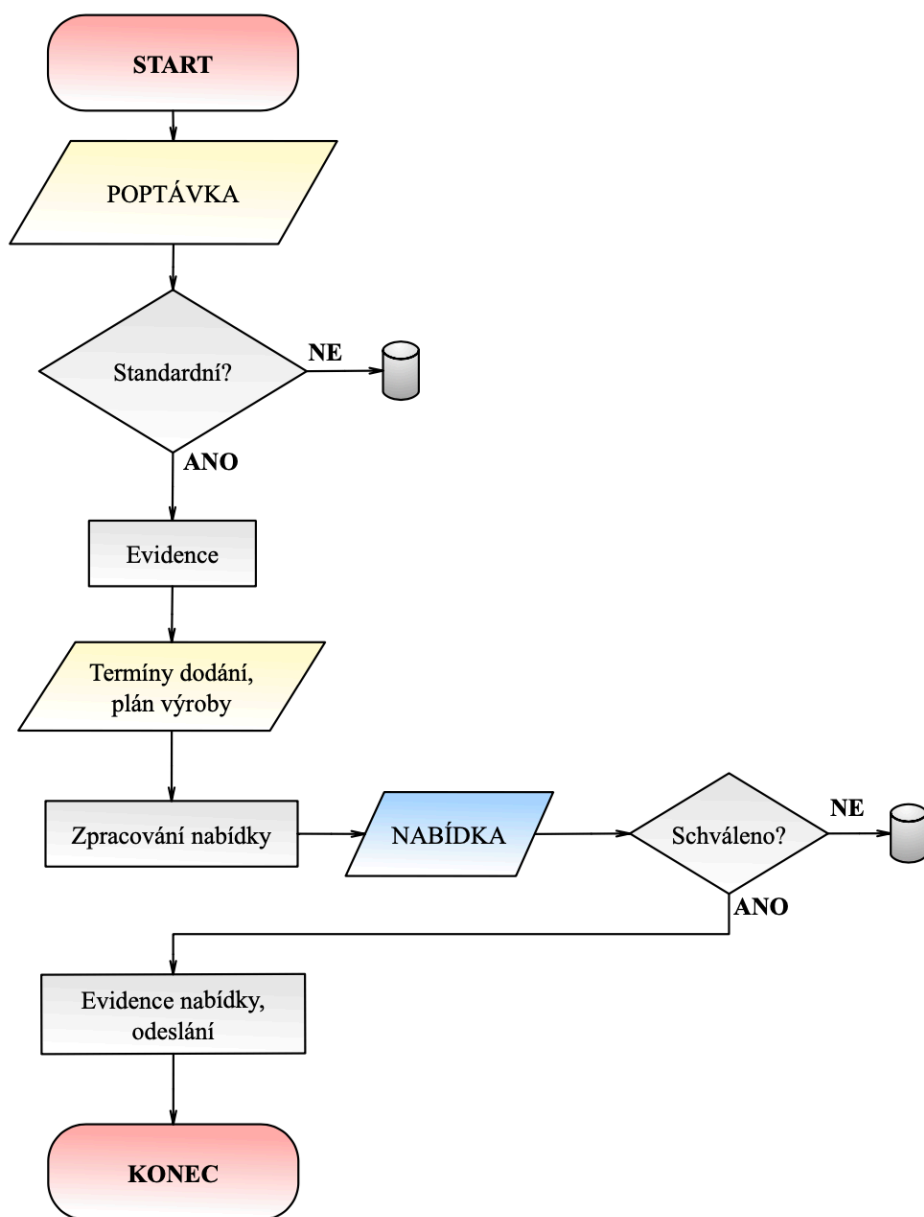 START
POPTÁVKA
Standardní?
NE
ANO
Evidence
Termíny dodání,
plán výroby
Zpracování nabídky
NABÍDKA
Schváleno?
NE
ANO
Evidence nabídky,
odeslání
KONEC